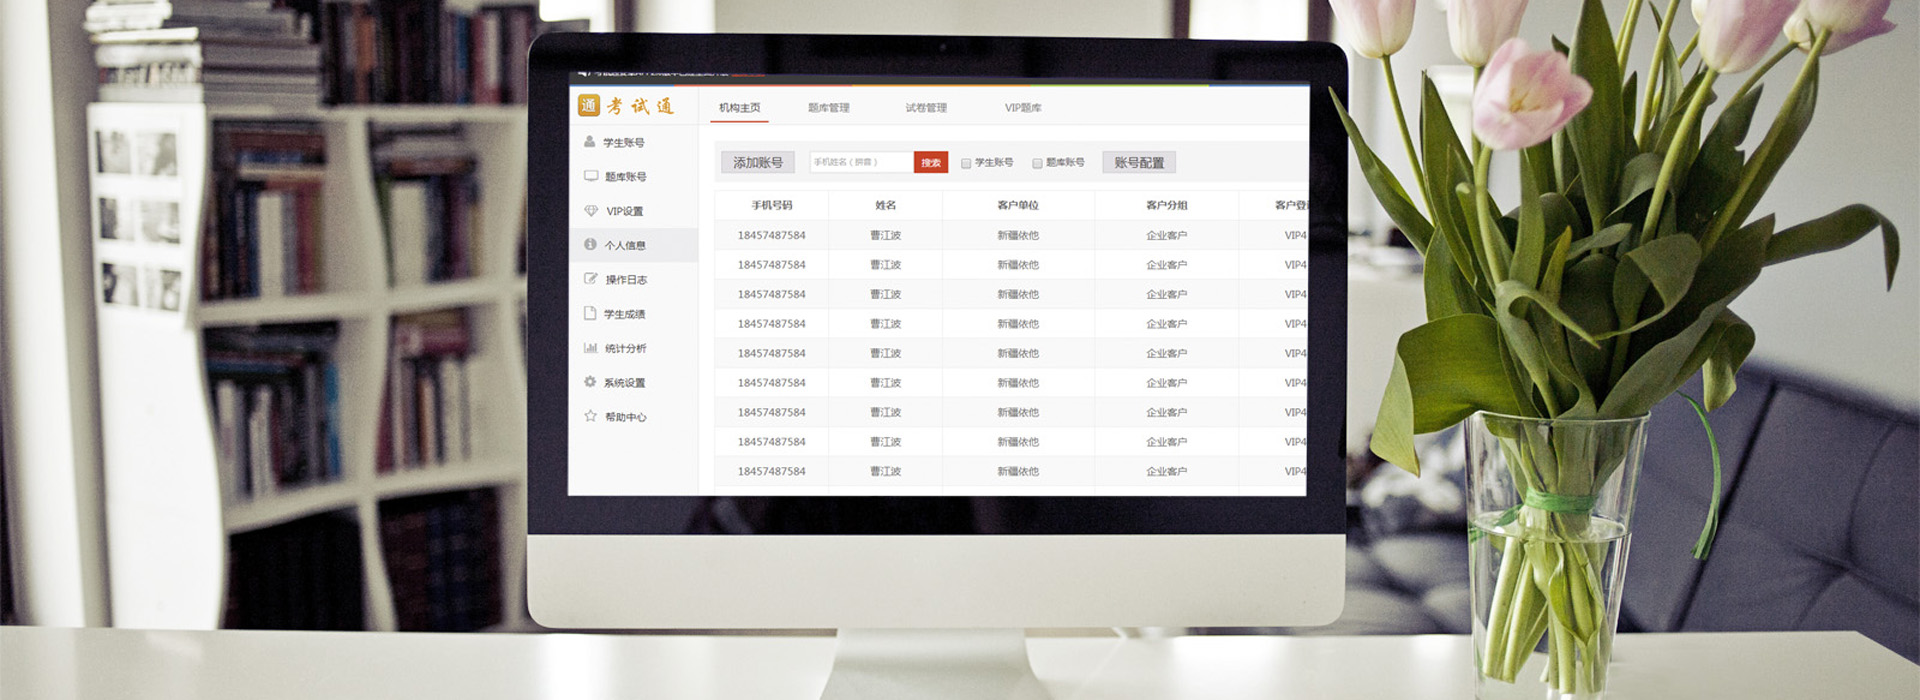 通 考试通
机构主页 题库管理 试卷管理 VIP题库
学生账号
题库账号
VIP设置
个人信息
操作日志
学生成绩
统计分析
系统设置
帮助中心
添加账号 手机姓名（拼音） 搜索 学生账号 题库账号 账号配置
手机号码 姓名 客户单位 客户分组 客户登
18457487584 曹江波 新疆依他 企业客户 VIP4
18457487584 曹江波 新疆依他 企业客户 VIP4
18457487584 曹江波 新疆依他 企业客户 VIP4
18457487584 曹江波 新疆依他 企业客户 VIP4
18457487584 曹江波 新疆依他 企业客户 VIP4
18457487584 曹江波 新疆依他 企业客户 VIP4
18457487584 曹江波 新疆依他 企业客户 VIP4
18457487584 曹江波 新疆依他 企业客户 VIP4
18457487584 曹江波 新疆依他 企业客户 VIP4